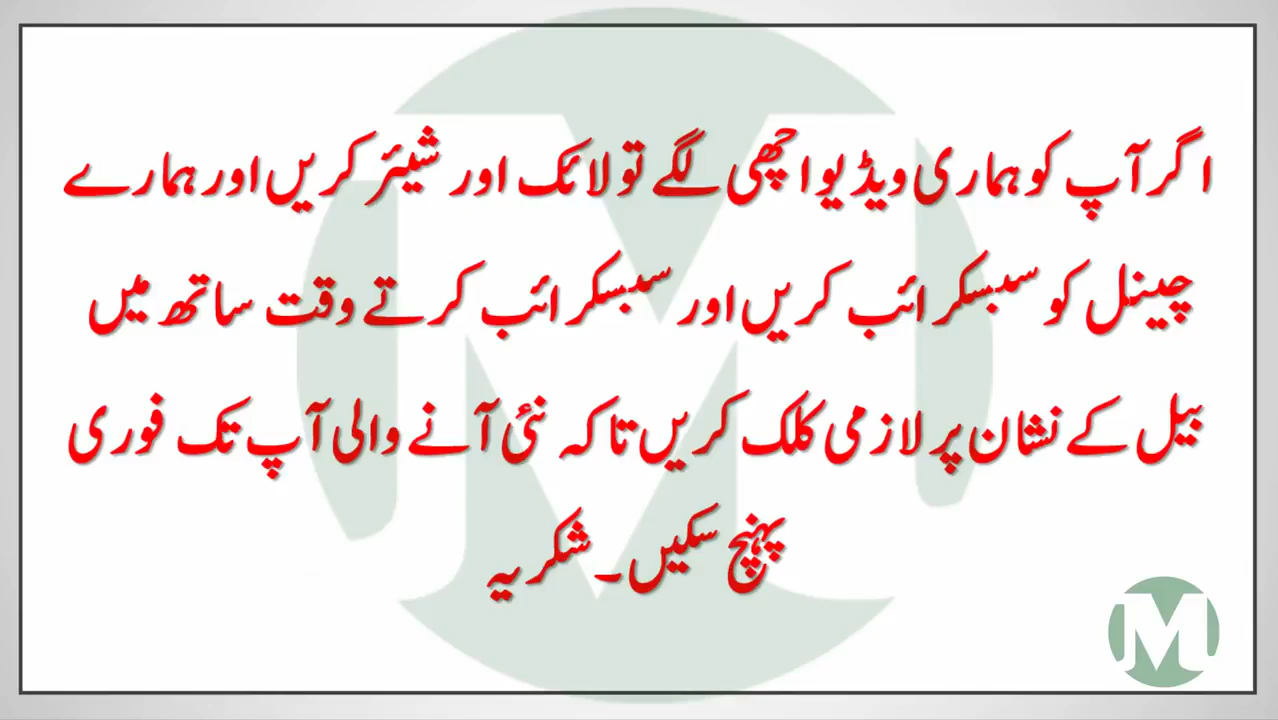 اگر آپ کو ہماری ویڈیو اچھی لگے تو لائک اور شیئر کریں اور ہمارے
چینل کو سبسکرائب کریں اور سبسکرائب کرتے وقت ساتھ میں
بیل کے نشان پر لازمی کلک کریں تاکہ نئی آنے والی آپ تک فوری
پہنچ سکیں۔ شکریہ
M